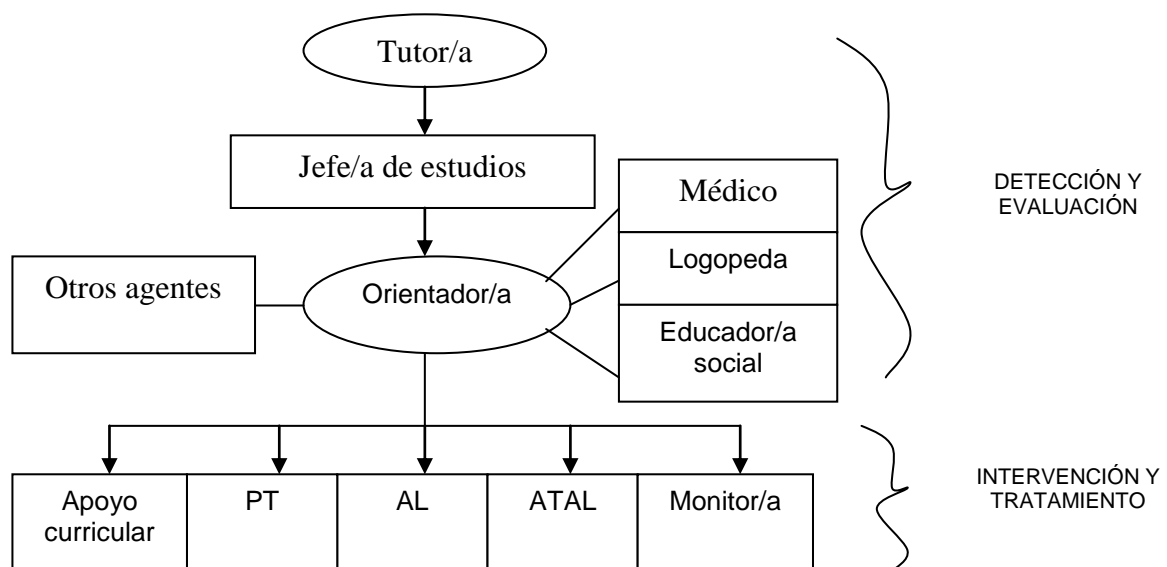 Tutor/a
Jefe/a de estudios
Médico
DETECCIÓN Y
EVALUACIÓN
Logopeda
Otros agentes
Orientador/a
Educador/a
social
Apoyo
curricular
PT
AL
ATAL
Monitor/a
INTERVENCIÓN Y
TRATAMIENTO